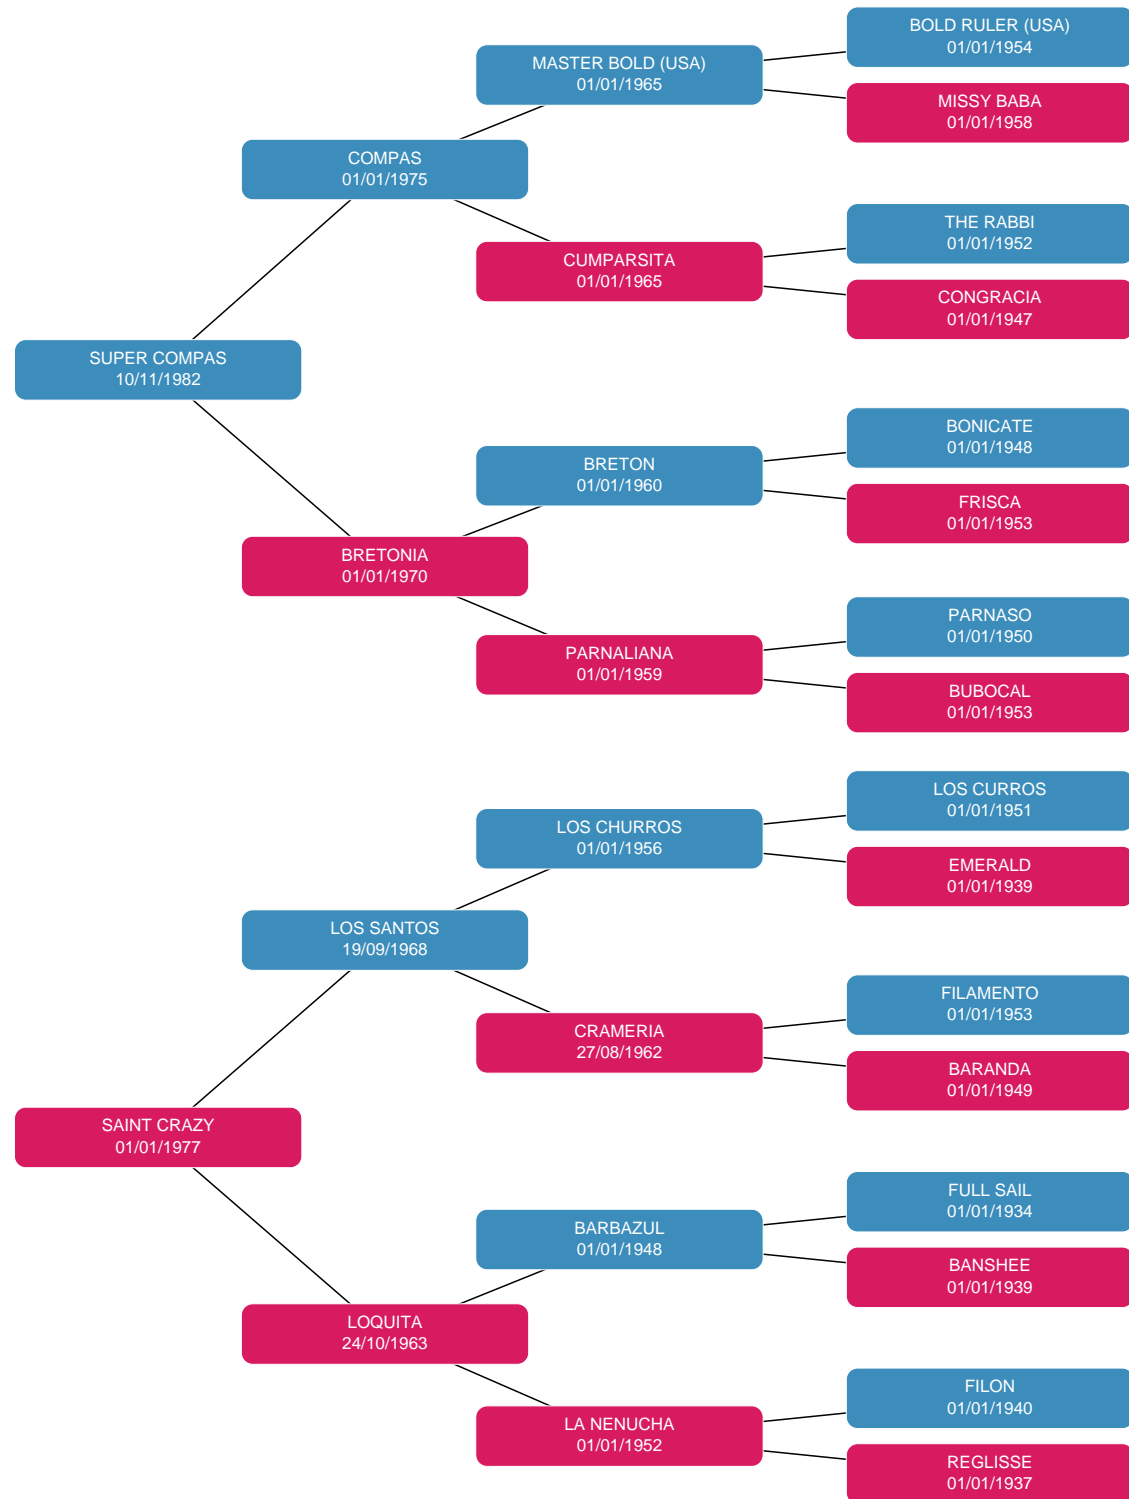 BOLD RULER (USA)
01/01/1954
MASTER BOLD (USA)
01/01/1965
MISSY BABA
01/01/1958
COMPAS
01/01/1975
THE RABBI
01/01/1952
CUMPARSITA
01/01/1965
CONGRACIA
01/01/1947
SUPER COMPAS
10/11/1982
BONICATE
01/01/1948
BRETON
01/01/1960
FRISCA
01/01/1953
BRETONIA
01/01/1970
PARNASO
01/01/1950
PARNALIANA
01/01/1959
BUBOCAL
01/01/1953
LOS CURROS
01/01/1951
LOS CHURROS
01/01/1956
EMERALD
01/01/1939
LOS SANTOS
19/09/1968
FILAMENTO
01/01/1953
CRAMERIA
27/08/1962
BARANDA
01/01/1949
SAINT CRAZY
01/01/1977
FULL SAIL
01/01/1934
BARBAZUL
01/01/1948
BANSHEE
01/01/1939
LOQUITA
24/10/1963
FILON
01/01/1940
LA NENUCHA
01/01/1952
REGLISSE
01/01/1937